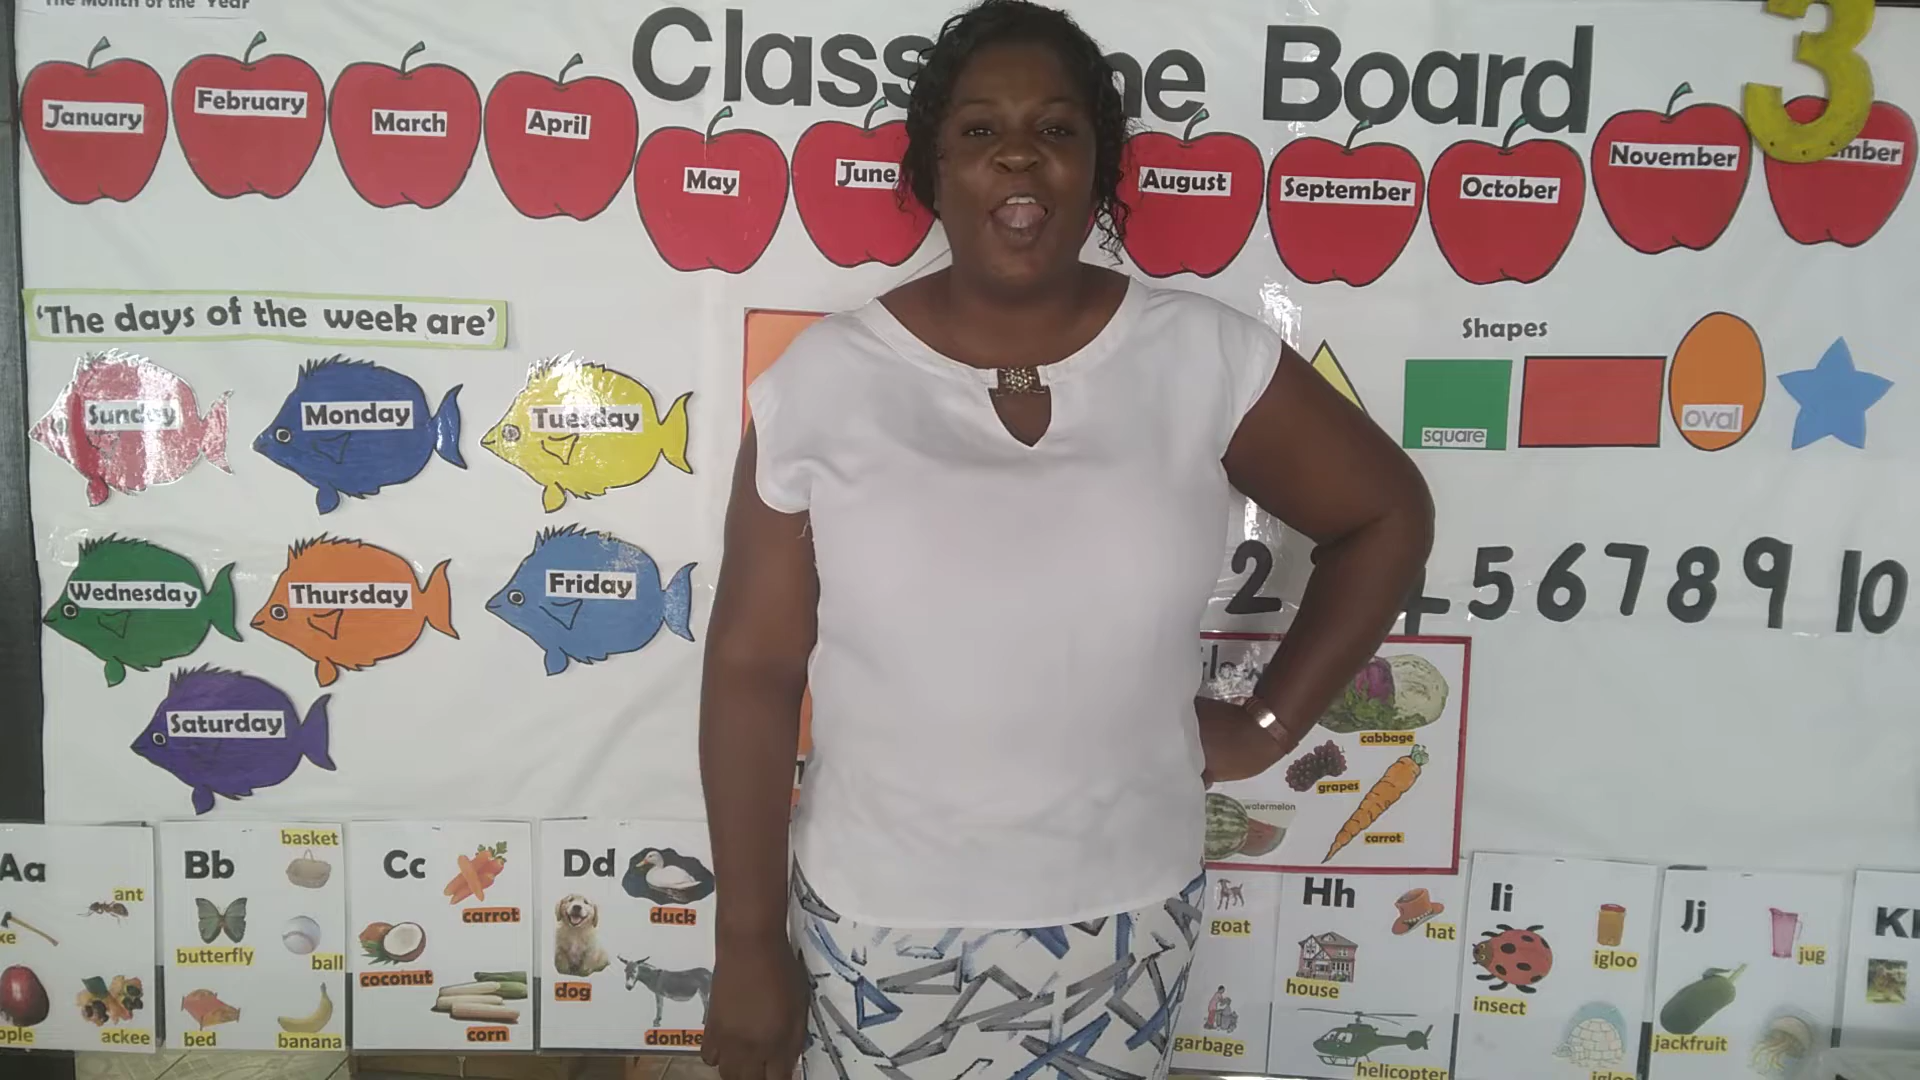 The Month of the Year
Class Board
January
February
March
April
May
June
August
September
October
November
3
'The days of the week are'
Sunday
Monday
Tuesday
Wednesday
Thursday
Friday
Saturday
Shapes
square
oval
2 5 6 7 8 9 10
cabbage
grapes
watermelon
carrot
Aa
ant
ackee
Bb
basket
butterfly
ball
bed
banana
Cc
carrot
coconut
corn
Dd
duck
dog
donke
goat
garbage
Hh
hat
house
helicopter
Ii
igloo
insect
Jj
jug
jackfruit